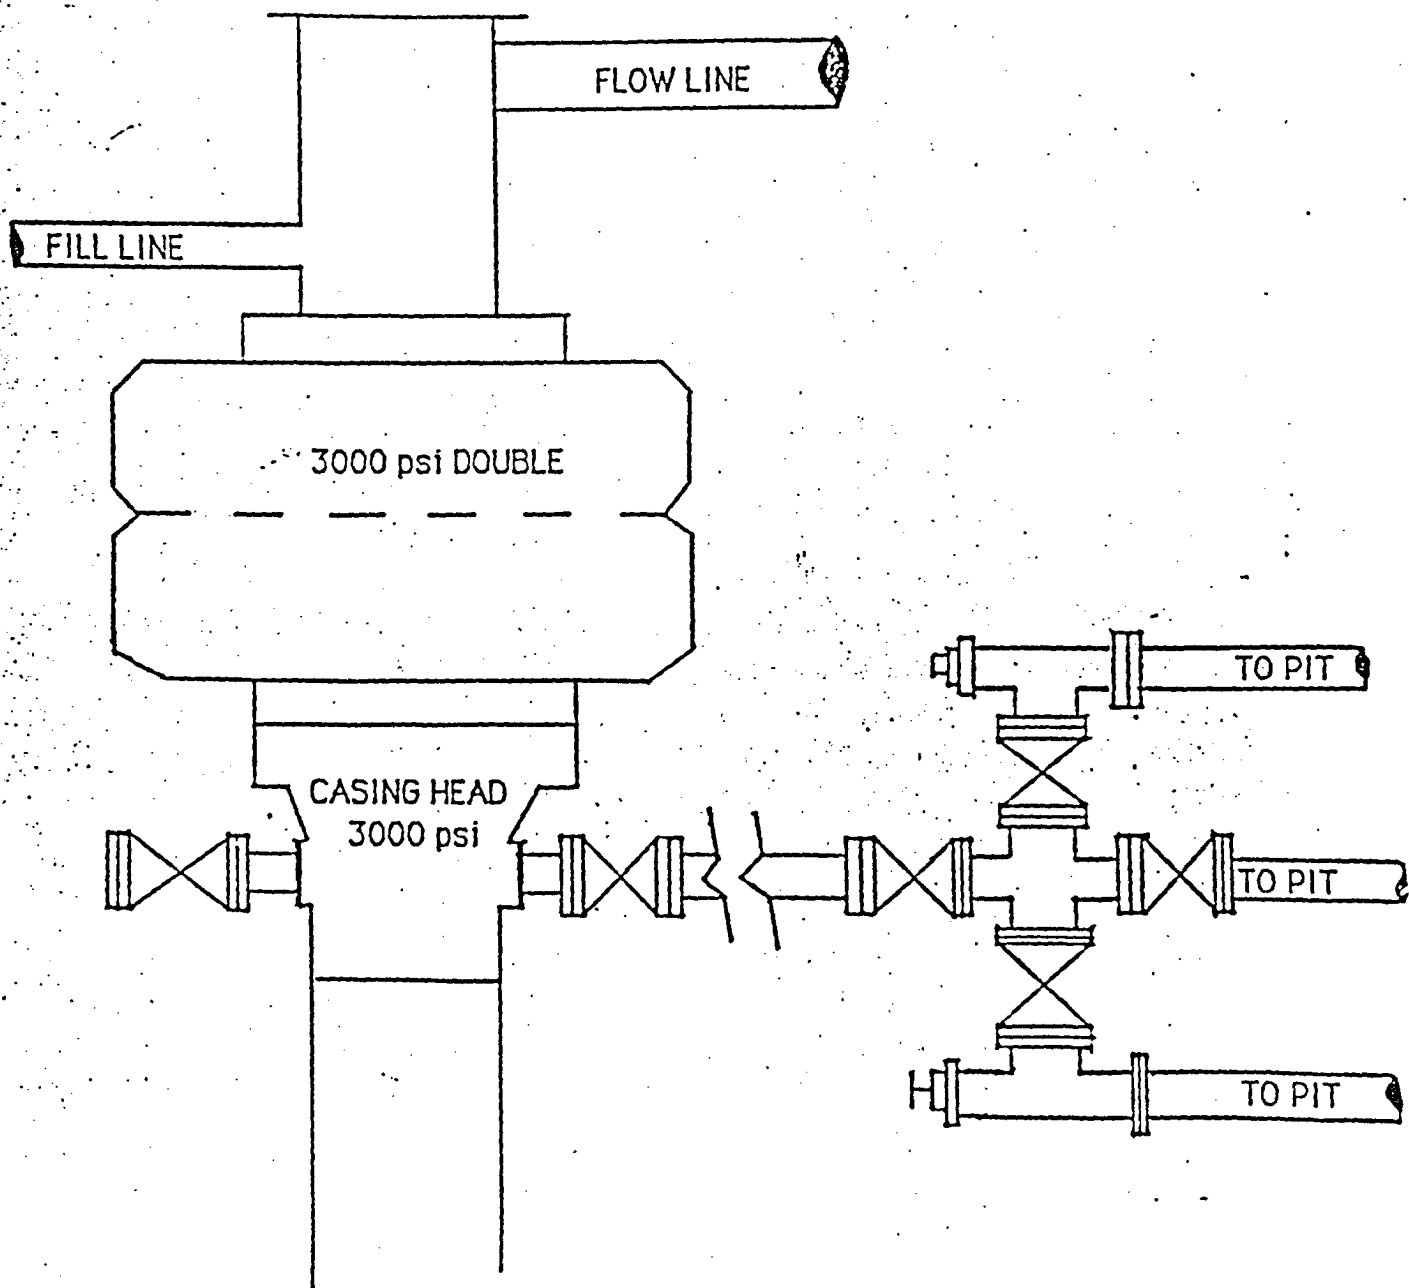 FLOW LINE
FILL LINE
3000 psi DOUBLE
TO PIT
CASING HEAD
3000 psi
TO PIT
TO PIT